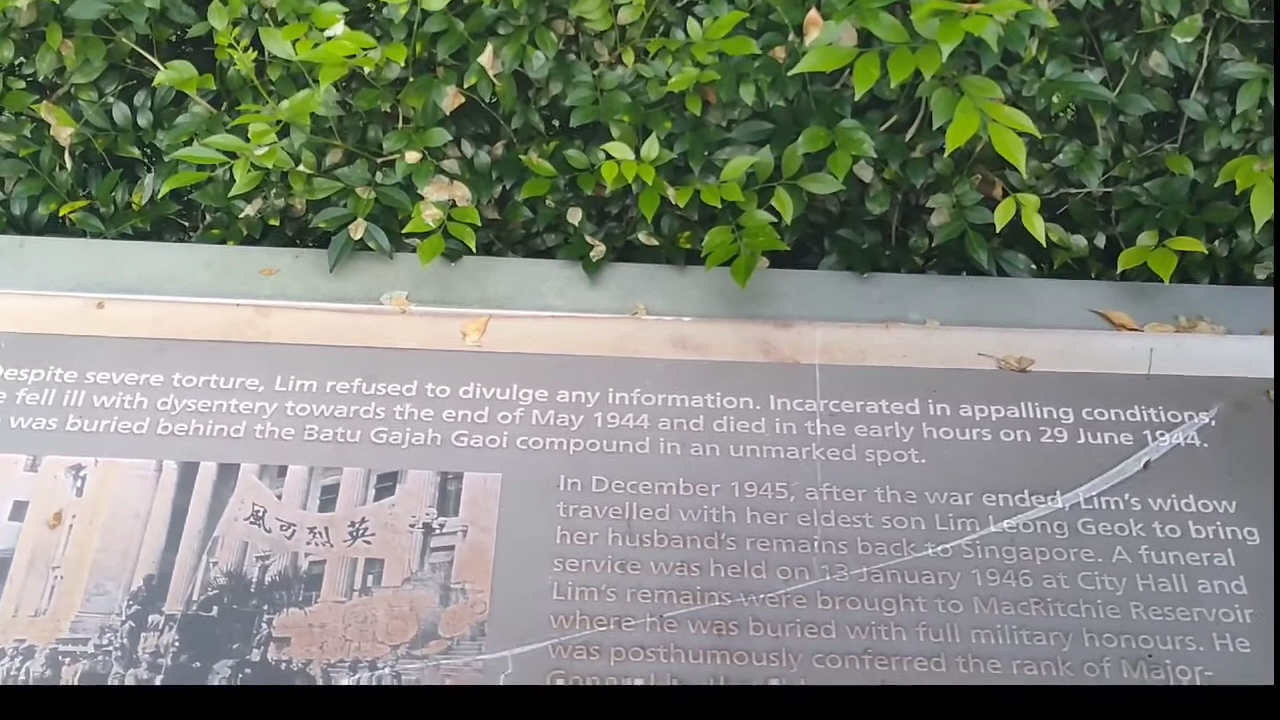 Despite severe torture, Lim refused to divulge any information. Incarcerated in appalling conditions,
fell ill with dysentery towards the end of May 1944 and died in the early hours on 29 June 1944.
was buried behind the Batu Gajah Gaoi compound in an unmarked spot.
風可烈英
In December 1945, after the war ended, Lim's widow
travelled with her eldest son Lim Leong Geok to bring
her husband's remains back to Singapore. A funeral
service was held on 13 January 1946 at City Hall and
Lim's remains were brought to MacRitchie Reservoir
where he was buried with full military honours. He
was posthumously conferred the rank of Major-